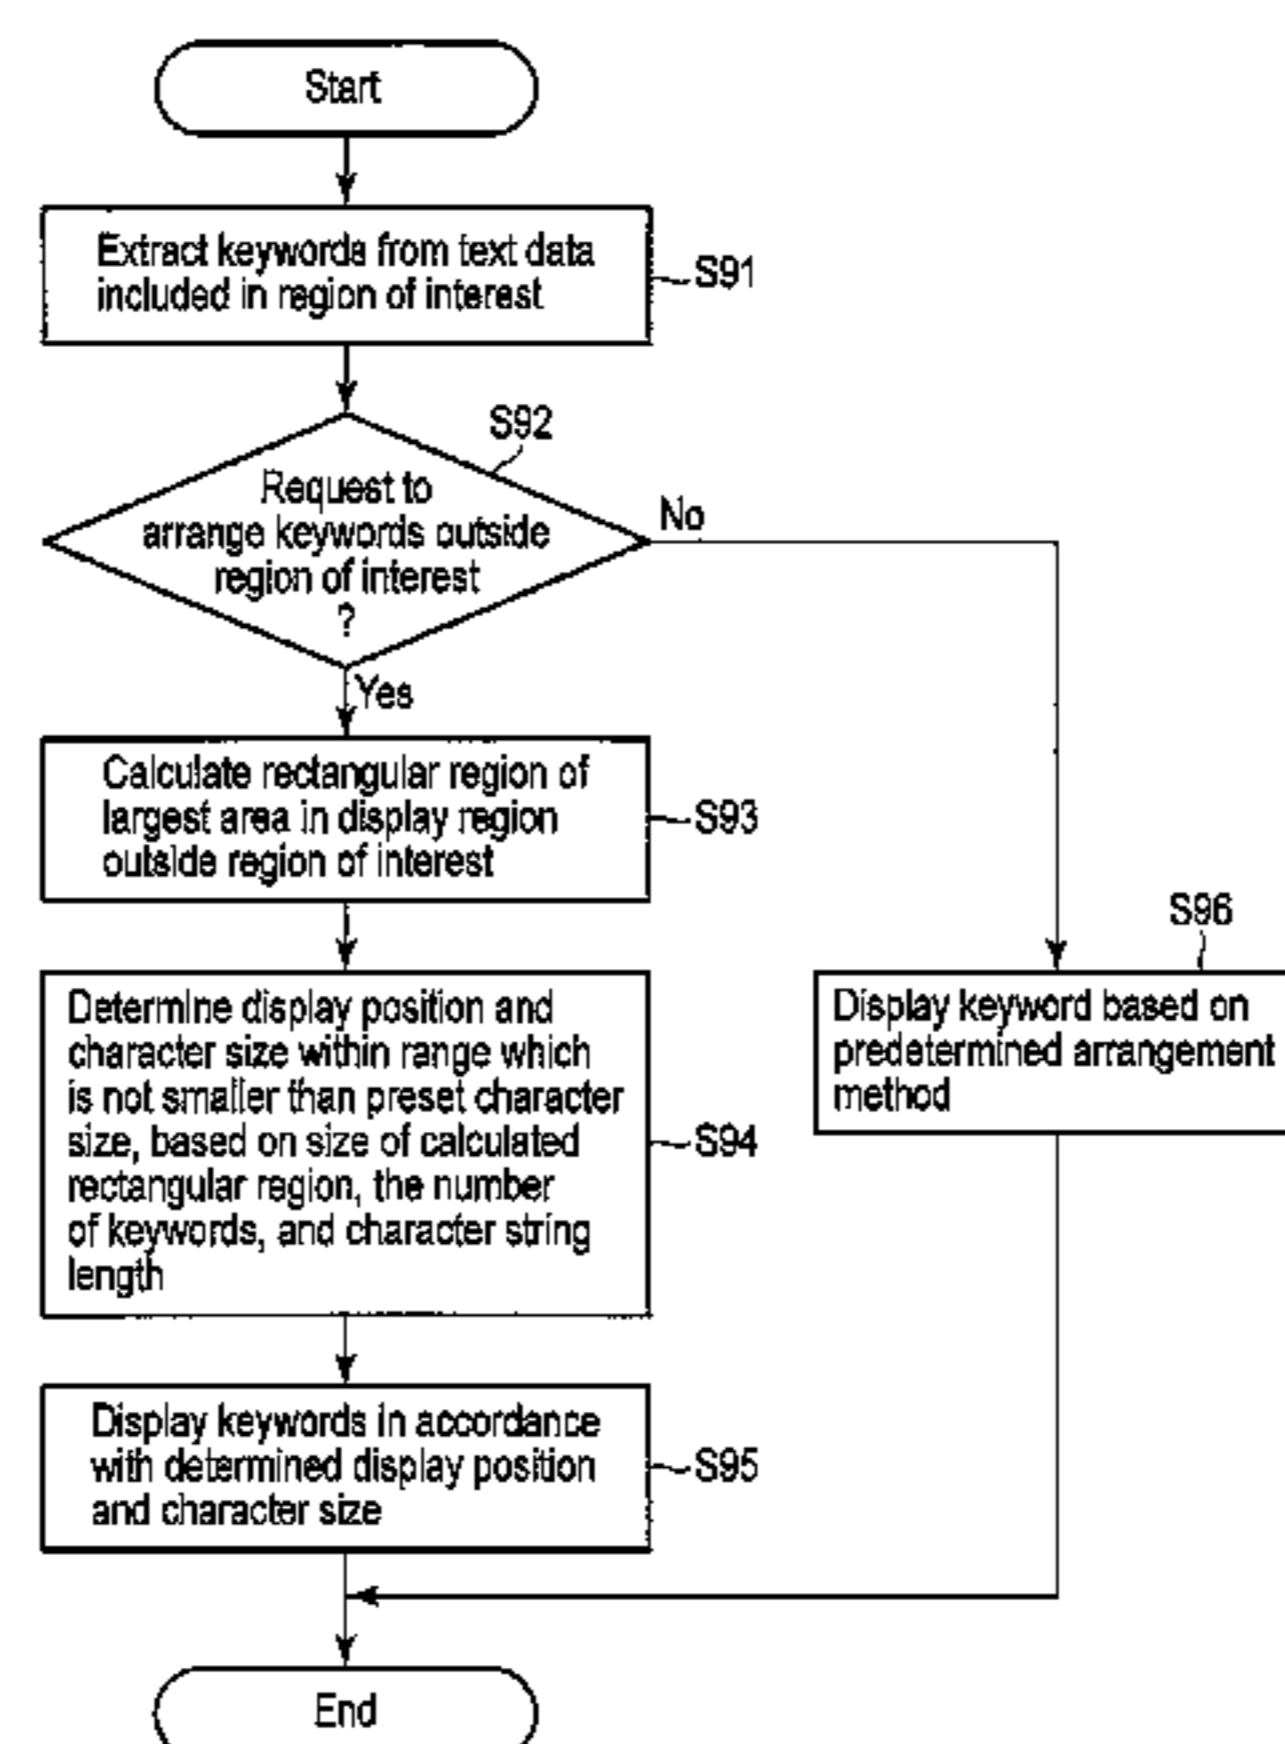 Start
Extract keywords from text data
included in region of interest
S91
S92
Request to
arrange keywords outside
region of interest
?
No
Yes
Calculate rectangular region of
largest area in display region
outside region of interest
S93
Determine display position and
character size within range which
is not smaller than preset character
size, based on size of calculated
rectangular region, the number
of keywords, and character string
length
S94
S96
Display keyword based on
predetermined arrangement
method
Display keywords in accordance
with determined display position
and character size
S95
End